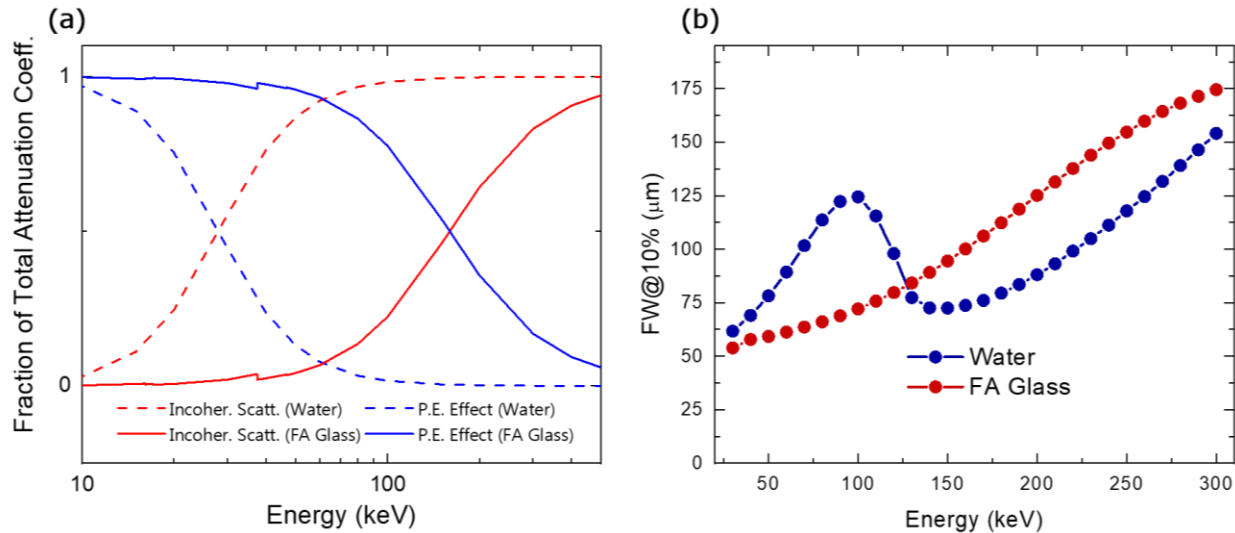 (a)
Fraction of Total Attenuation Coeff.
1
0
Incoher. Scatt. (Water)
P.E. Effect (Water)
Incoher. Scatt. (FA Glass)
P.E. Effect (FA Glass)
10
100
Energy (keV)
(b)
FW@10% (μm)
175
150
125
100
75
50
25
0
Water
FA Glass
50
100
150
200
250
300
Energy (keV)